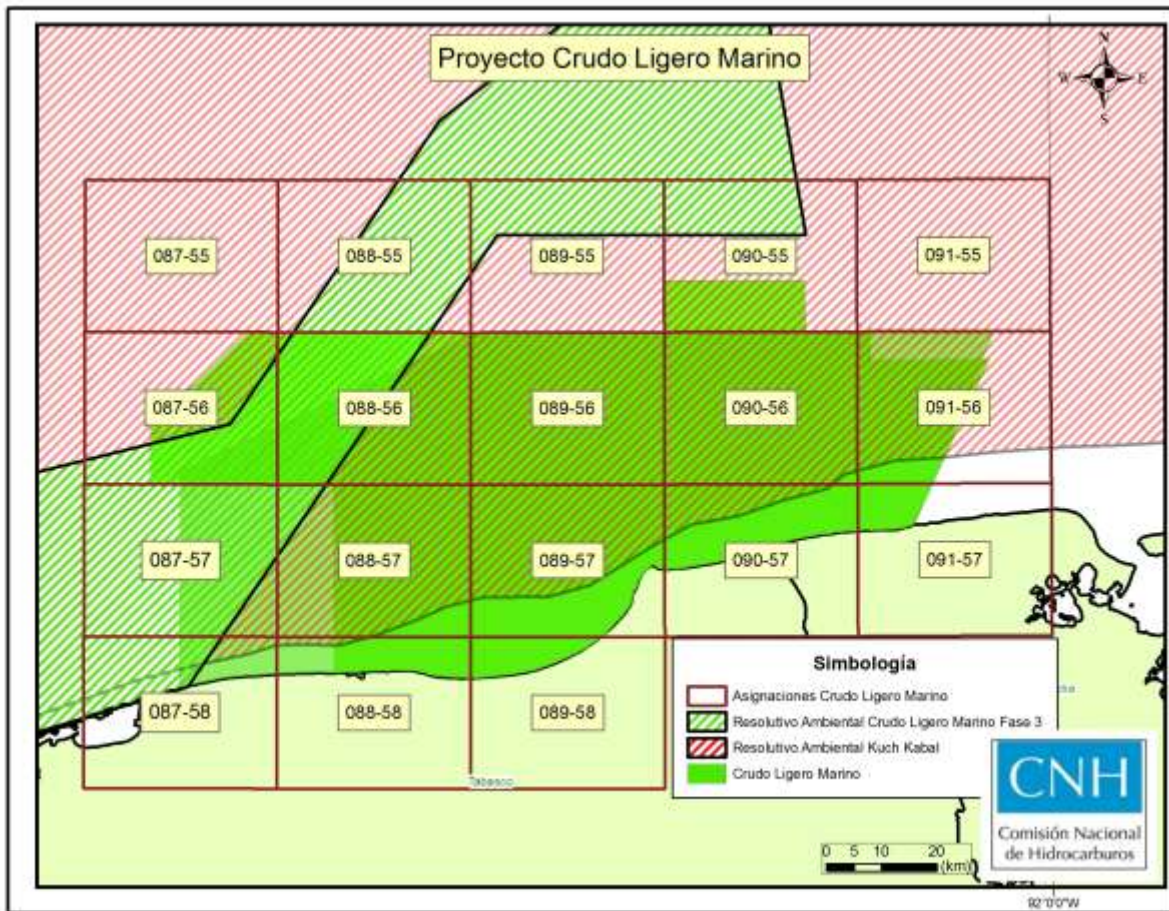 Proyecto Crudo Ligero Marino
N
W E
S
087-55
088-55
089-55
090-55
091-55
087-56
088-56
089-56
090-56
091-56
087-57
088-57
089-57
090-57
091-57
087-58
088-58
089-58
Tabasco
Simbología
Asignaciones Crudo Ligero Marino
Resolutivo Ambiental Crudo Ligero Marino Fase 3
Resolutivo Ambiental Kuch Kabal
Crudo Ligero Marino
CNH
Comisión Nacional
de Hidrocarburos
0 5 10 20
(km)
92°0'0"W